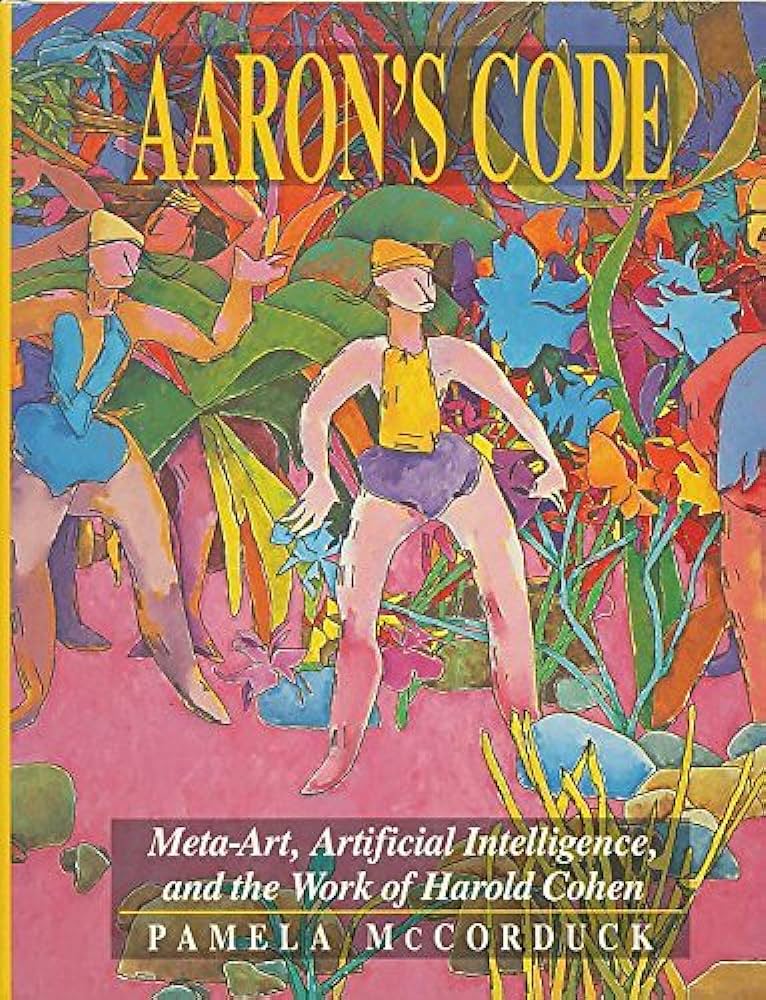 AARON'S CODE
Meta-Art, Artificial Intelligence,
and the Work of Harold Cohen
PAMELA McCORDUCK